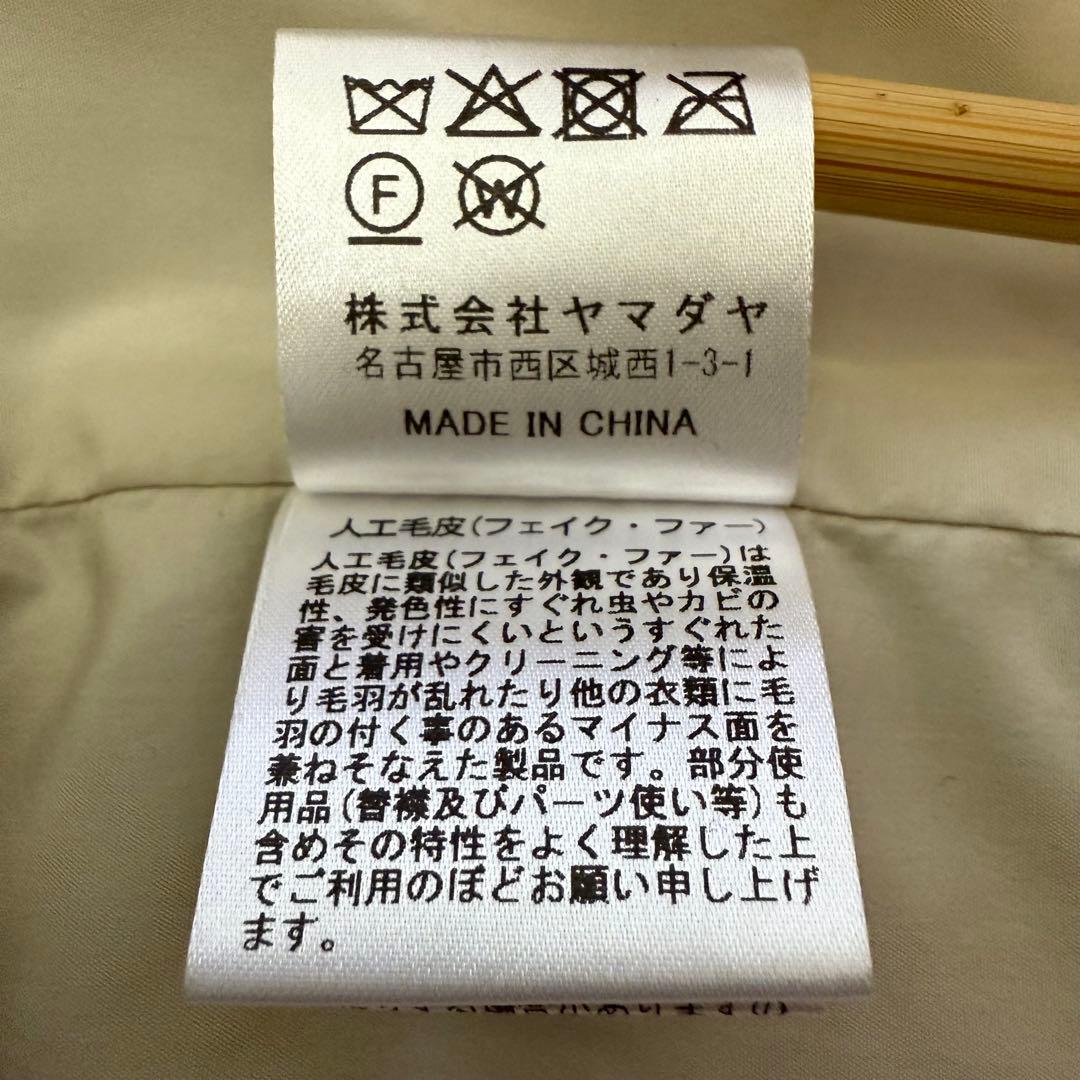 F
W
株式会社ヤマダヤ
名古屋市西区城西1-3-1
MADE IN CHINA
人工毛皮(フェイク・ファー)
人工毛皮(フェイク・ファー)は
毛皮に類似した外観であり保温
性、発色性にすぐれ虫やカビの
害を受けにくいというすぐれた
面と着用やクリーニング等によ
り毛羽が乱れたり他の衣類に毛
羽の付く事のあるマイナス面を
兼ねそなえた製品です。部分使
用品(替襟及びパーツ使い等)も
含めその特性をよく理解した上
でご利用のほどお願い申し上げ
ます。